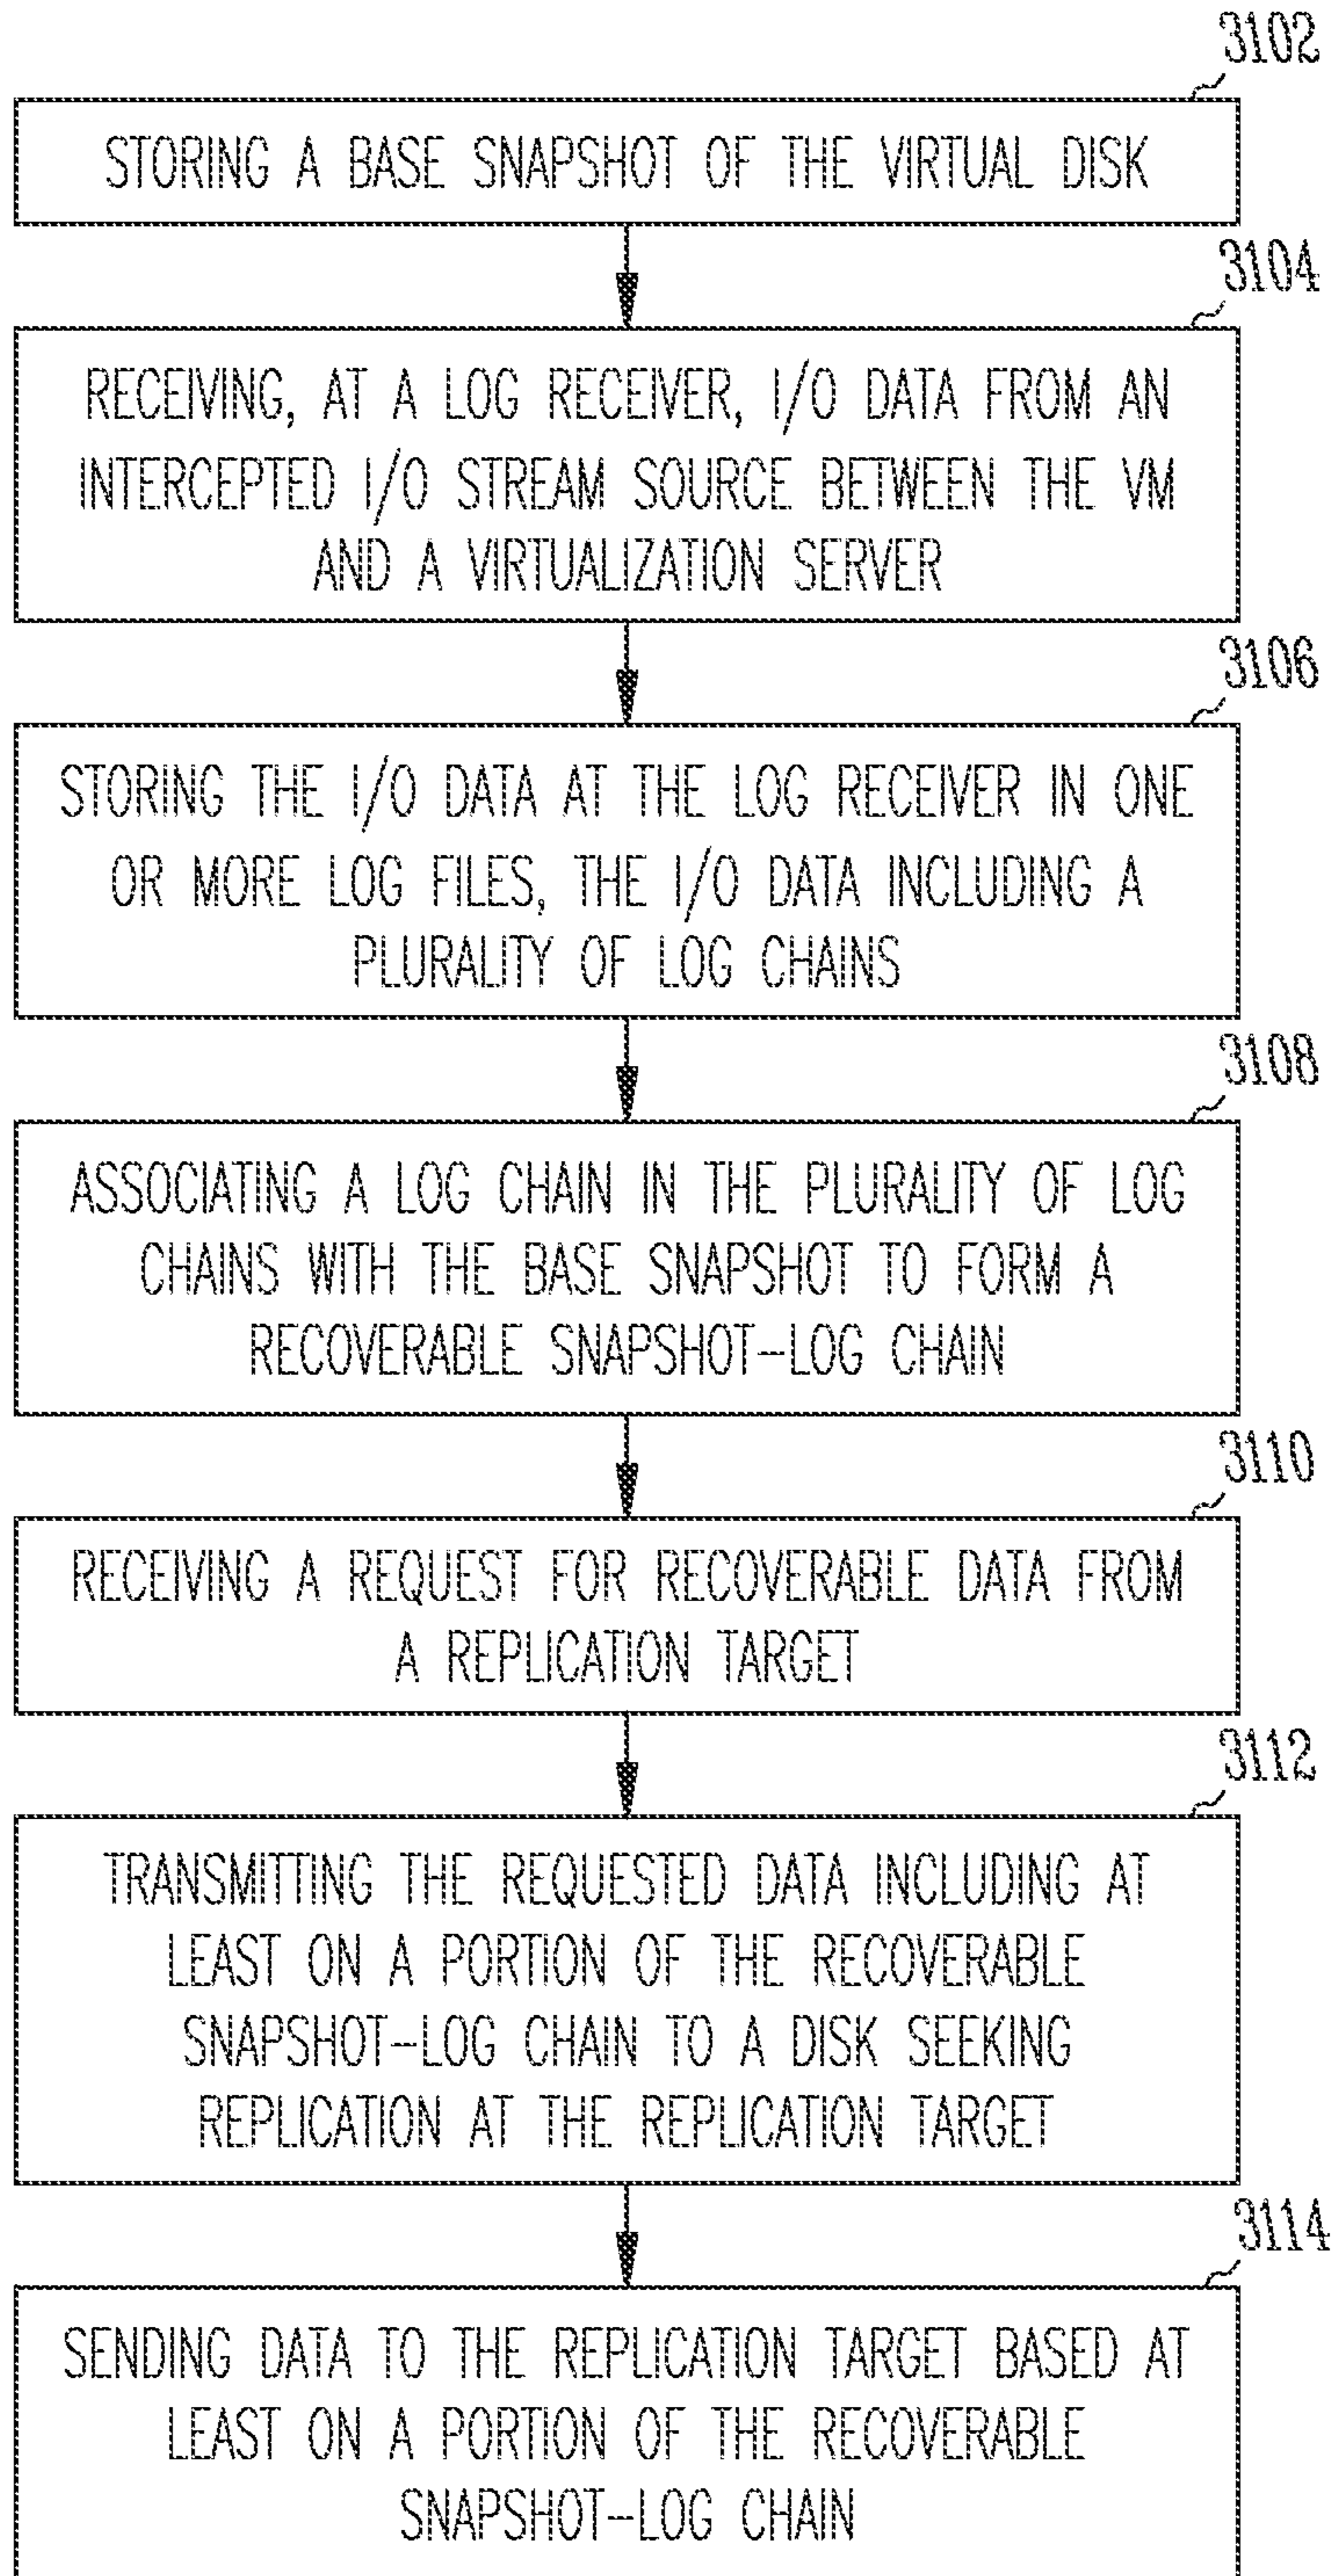 3102
STORING A BASE SNAPSHOT OF THE VIRTUAL DISK
3104
RECEIVING, AT A LOG RECEIVER, I/O DATA FROM AN
INTERCEPTED I/O STREAM SOURCE BETWEEN THE VM
AND A VIRTUALIZATION SERVER
3106
STORING THE I/O DATA AT THE LOG RECEIVER IN ONE
OR MORE LOG FILES, THE I/O DATA INCLUDING A
PLURALITY OF LOG CHAINS
3108
ASSOCIATING A LOG CHAIN IN THE PLURALITY OF LOG
CHAINS WITH THE BASE SNAPSHOT TO FORM A
RECOVERABLE SNAPSHOT-LOG CHAIN
3110
RECEIVING A REQUEST FOR RECOVERABLE DATA FROM
A REPLICATION TARGET
3112
TRANSMITTING THE REQUESTED DATA INCLUDING AT
LEAST ON A PORTION OF THE RECOVERABLE
SNAPSHOT-LOG CHAIN TO A DISK SEEKING
REPLICATION AT THE REPLICATION TARGET
3114
SENDING DATA TO THE REPLICATION TARGET BASED AT
LEAST ON A PORTION OF THE RECOVERABLE
SNAPSHOT-LOG CHAIN